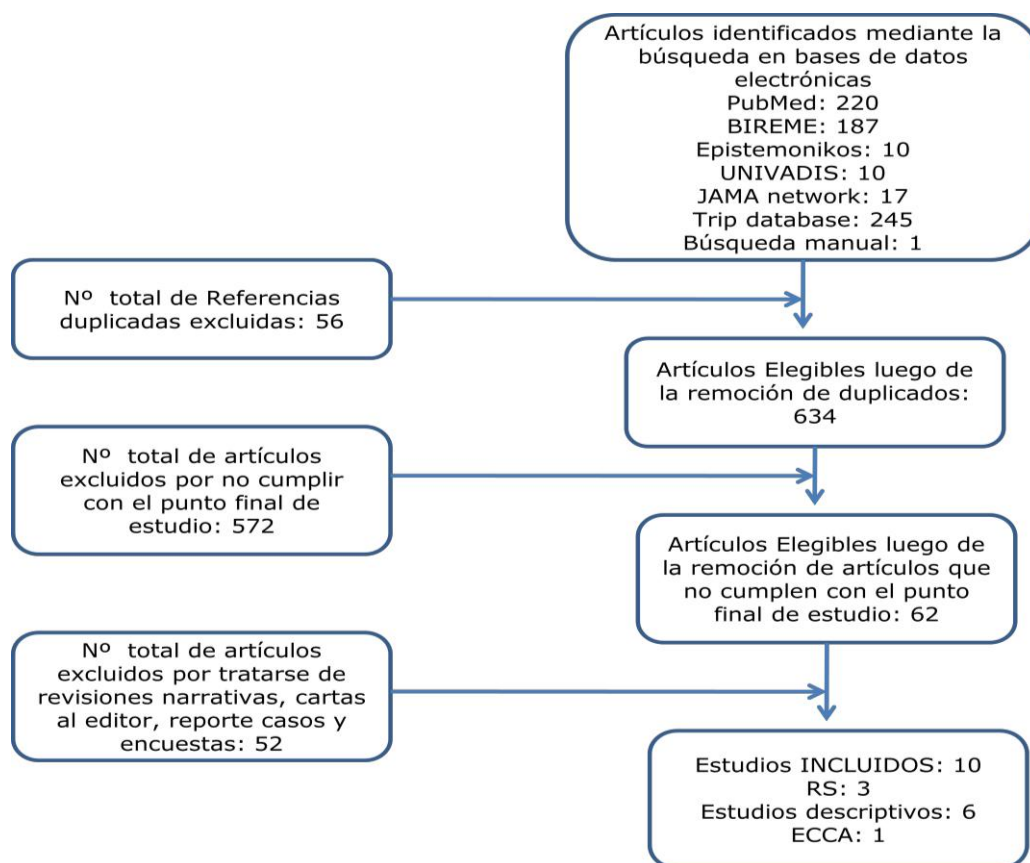 Artículos identificados mediante la
búsqueda en bases de datos
electrónicas
PubMed: 220
BIREME: 187
Epistemonikos: 10
UNIVADIS: 10
JAMA network: 17
Trip database: 245
Búsqueda manual: 1
Nº total de Referencias
duplicadas excluidas: 56
Artículos Elegibles luego de
la remoción de duplicados:
634
Nº total de artículos
excluidos por no cumplir
con el punto final de
estudio: 572
Artículos Elegibles luego de
la remoción de artículos que
no cumplen con el punto
final de estudio: 62
Nº total de artículos
excluidos por tratarse de
revisiones narrativas, cartas
al editor, reporte casos y
encuestas: 52
Estudios INCLUIDOS: 10
RS: 3
Estudios descriptivos: 6
ECCA: 1